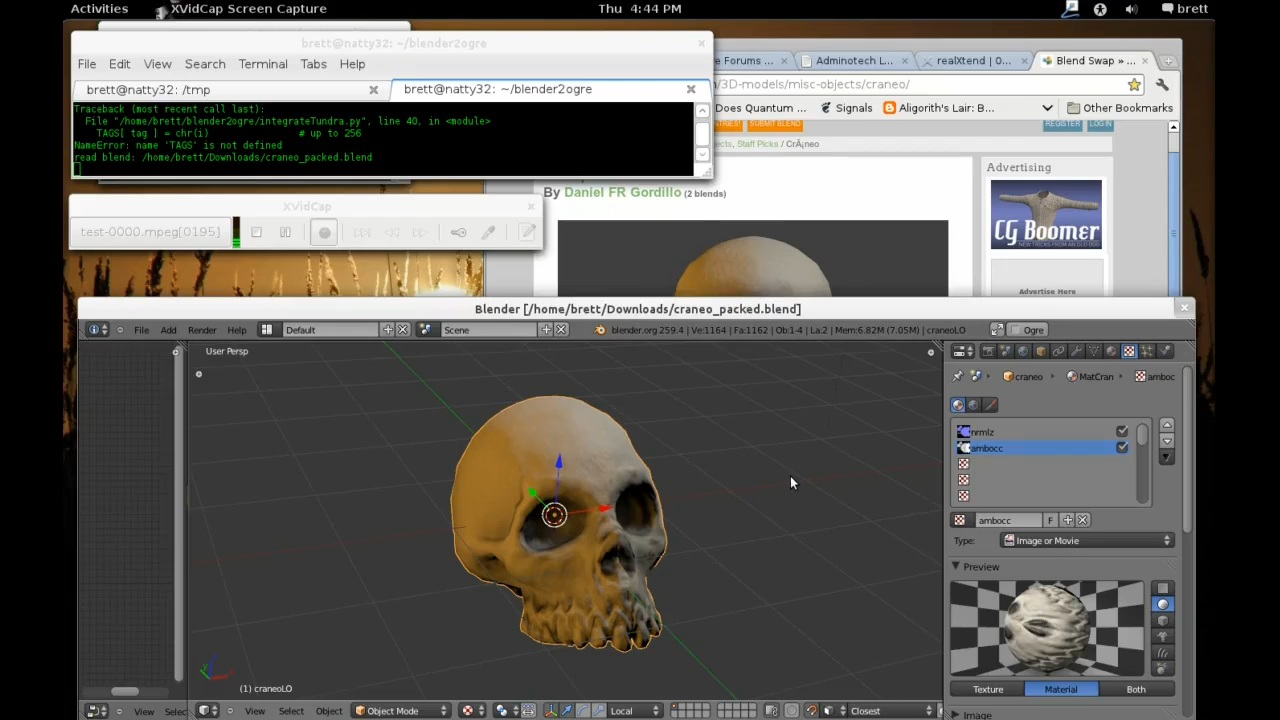 Activities XVidCap Screen Capture Thu 4:44 PM brett
brett@natty32: ~/blender2ogre
File Edit View Search Terminal Tabs Help
brett@natty32: /tmp brett@natty32: ~/blender2ogre
Traceback (most recent call last):
File "/home/brett/blender2ogre/integrateTundra.py", line 40, in <module>
TAGS[ tag ] = chr(i) # up to 256
NameError: name 'TAGS' is not defined
read blend: /home/brett/Downloads/craneo_packed.blend
e Forums ... Adminotech L... realXtend | 0... Blend Swap » ...
n/3D-models/misc-objects/craneo/
Does Quantum ... Signals Aligorith's Lair: B... Other Bookmarks
TRIES! SUBMIT BLEND REGISTER LOG IN
ects, Staff Picks / CrÃ¡neo
Advertising
By Daniel FR Gordillo (2 blends)
CG Boomer
Advertise Here
XVidCap
test-0000.mpeg[0195]
Blender [/home/brett/Downloads/craneo_packed.blend]
File Add Render Help Default Scene blender.org 259.4 | Ve:1164 | Fa:1162 | Ob:1-4 | La:2 | Mem:6.82M (7.05M) | craneoLO Ogre
User Persp
craneo MatCran amboc
nrmlz
ambocc
ambocc F
Type: Image or Movie
Preview
Texture Material Both
Image
(1) craneoLO
View Selec View Select Object Object Mode Local Closest